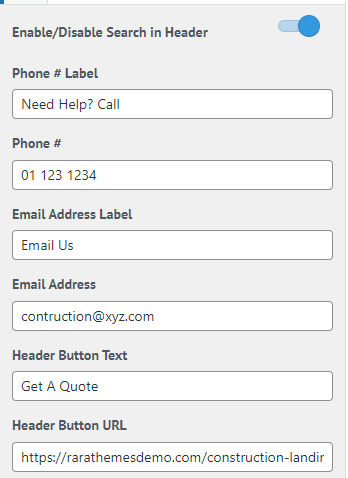 Enable/Disable Search in Header
Phone # Label
Need Help? Call
Phone #
01 123 1234
Email Address Label
Email Us
Email Address
contruction@xyz.com
Header Button Text
Get A Quote
Header Button URL
https://rarathemesdemo.com/construction-landir